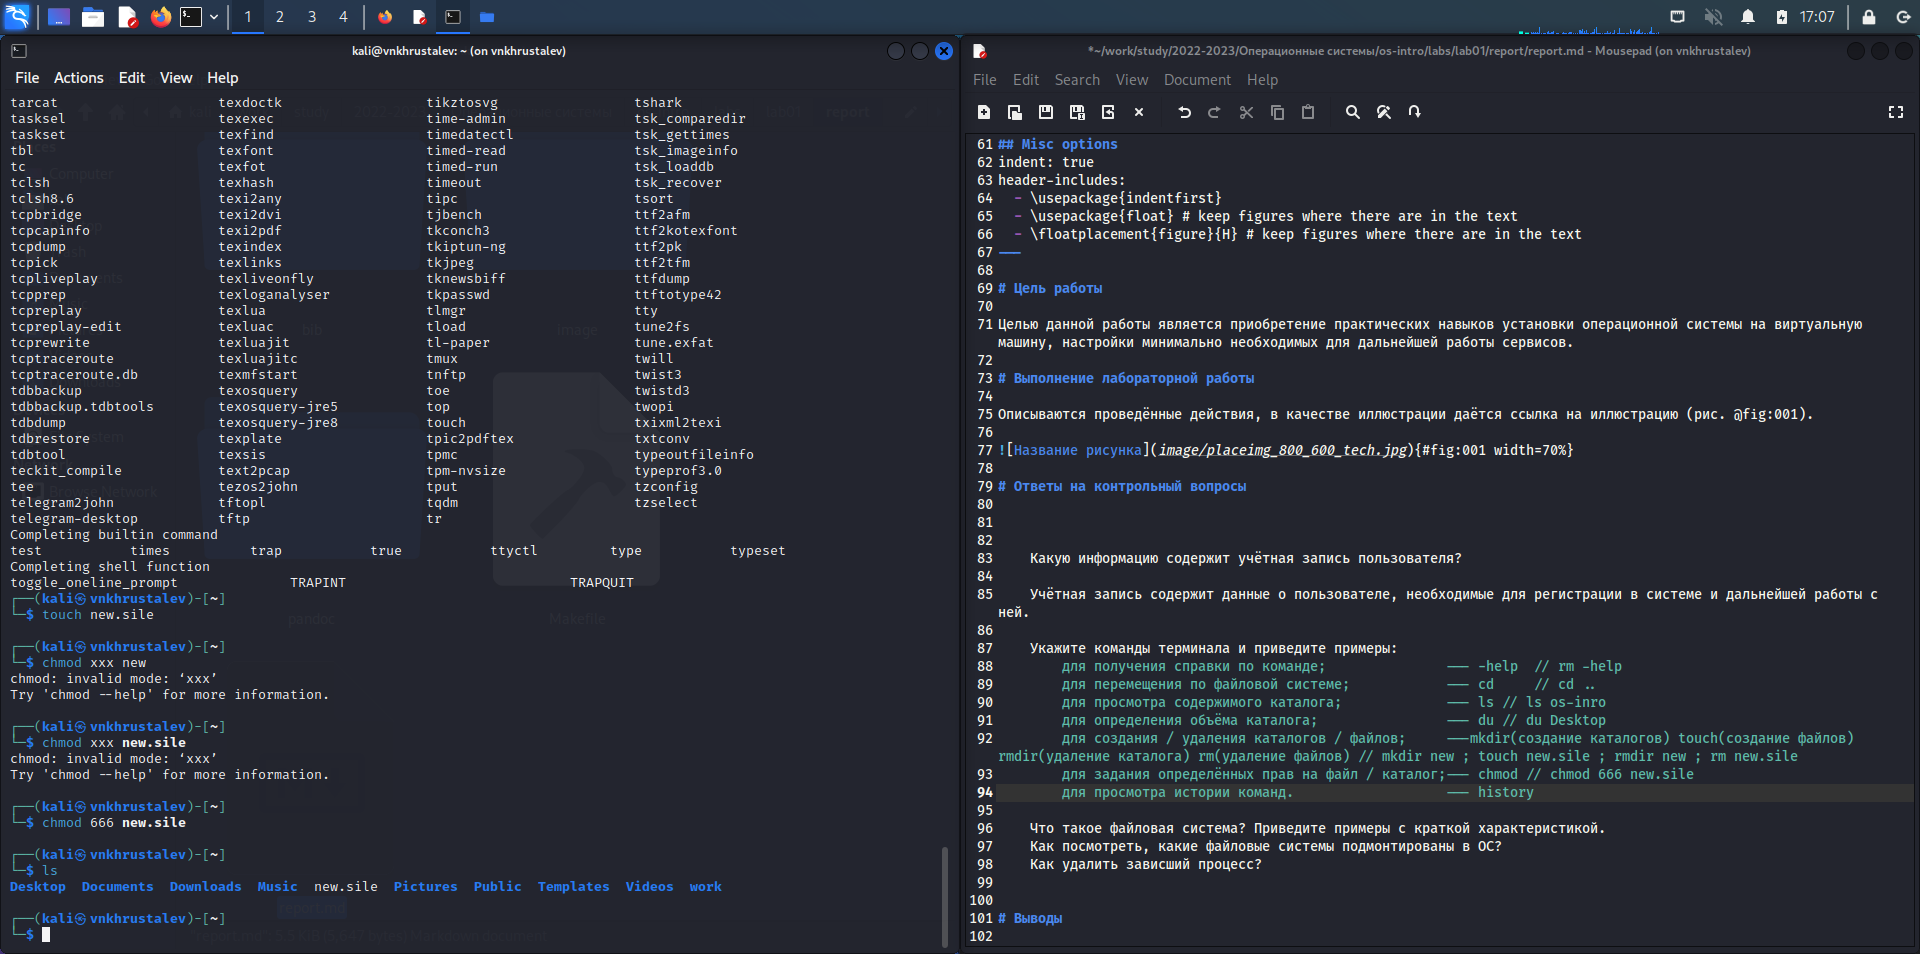 1 2 3 4 17:07
kali@vnkhrustalev: ~ (on vnkhrustalev)
File Actions Edit View Help
tarcat texdoctk tikztosvg tshark
tasksel texexec time-admin tsk_comparedir
taskset texfind timedatectl tsk_gettimes
tbl texfont timed-read tsk_imageinfo
tc texfot timed-run tsk_loaddb
tclsh texhash timeout tsk_recover
tclsh8.6 texi2any tipc tsort
tcpbridge texi2dvi tjbench ttf2afm
tcpcapinfo texi2pdf tkconch3 ttf2kotexfont
tcpdump texindex tkiptun-ng ttf2pk
tcpick texlinks tkjpeg ttf2tfm
tcpliveplay texliveonfly tknewsbiff ttfdump
tcpprep texloganalyser tkpasswd ttftotype42
tcpreplay texlua tlmgr tty
tcpreplay-edit texluac tload tune2fs
tcprewrite texluajit tl-paper tune.exfat
tcptraceroute texluajitc tmux twill
tcptraceroute.db texmfstart tnftp twist3
tdbbackup texosquery toe twistd3
tdbbackup.tdbtools texosquery-jre5 top twopi
tdbdump texosquery-jre8 touch txixml2texi
tdbrestore texplate tpic2pdftex txtconv
tdbtool texsis tpmc typeoutfileinfo
teckit_compile text2pcap tpm-nvsize typeprof3.0
tee tezos2john tput tzconfig
telegram2john tftopl tqdm tzselect
telegram-desktop tftp tr
Completing builtin command
test times trap true ttyctl type typeset
Completing shell function
toggle_oneline_prompt TRAPINT TRAPQUIT
┌──(kali㉿vnkhrustalev)-[~]
└─$ touch new.sile
┌──(kali㉿vnkhrustalev)-[~]
└─$ chmod xxx new
chmod: invalid mode: ‘xxx’
Try 'chmod --help' for more information.
┌──(kali㉿vnkhrustalev)-[~]
└─$ chmod xxx new.sile
chmod: invalid mode: ‘xxx’
Try 'chmod --help' for more information.
┌──(kali㉿vnkhrustalev)-[~]
└─$ chmod 666 new.sile
┌──(kali㉿vnkhrustalev)-[~]
└─$ ls
Desktop Documents Downloads Music new.sile Pictures Public Templates Videos work
┌──(kali㉿vnkhrustalev)-[~]
└─$
*~/work/study/2022-2023/Операционные системы/os-intro/labs/lab01/report/report.md - Mousepad (on vnkhrustalev)
File Edit Search View Document Help
61 ## Misc options
62 indent: true
63 header-includes:
64 - \usepackage{indentfirst}
65 - \usepackage{float} # keep figures where there are in the text
66 - \floatplacement{figure}{H} # keep figures where there are in the text
67 ---
68
69 # Цель работы
70
71 Целью данной работы является приобретение практических навыков установки операционной системы на виртуальную
машину, настройки минимально необходимых для дальнейшей работы сервисов.
72
73 # Выполнение лабораторной работы
74
75 Описываются проведённые действия, в качестве иллюстрации даётся ссылка на иллюстрацию (рис. @fig:001).
76
77 ![Название рисунка](image/placeimg_800_600_tech.jpg){#fig:001 width=70%}
78
79 # Ответы на контрольный вопросы
80
81
82
83 Какую информацию содержит учётная запись пользователя?
84
85 Учётная запись содержит данные о пользователе, необходимые для регистрации в системе и дальнейшей работы с
ней.
86
87 Укажите команды терминала и приведите примеры:
88 для получения справки по команде; --- -help // rm -help
89 для перемещения по файловой системе; --- cd // cd ..
90 для просмотра содержимого каталога; --- ls // ls os-inro
91 для определения объёма каталога; --- du // du Desktop
92 для создания / удаления каталогов / файлов; ---mkdir(создание каталогов) touch(создание файлов)
rmdir(удаление каталога) rm(удаление файлов) // mkdir new ; touch new.sile ; rmdir new ; rm new.sile
93 для задания определённых прав на файл / каталог;--- chmod // chmod 666 new.sile
94 для просмотра истории команд. --- history
95
96 Что такое файловая система? Приведите примеры с краткой характеристикой.
97 Как посмотреть, какие файловые системы подмонтированы в ОС?
98 Как удалить зависший процесс?
99
100
101 # Выводы
102